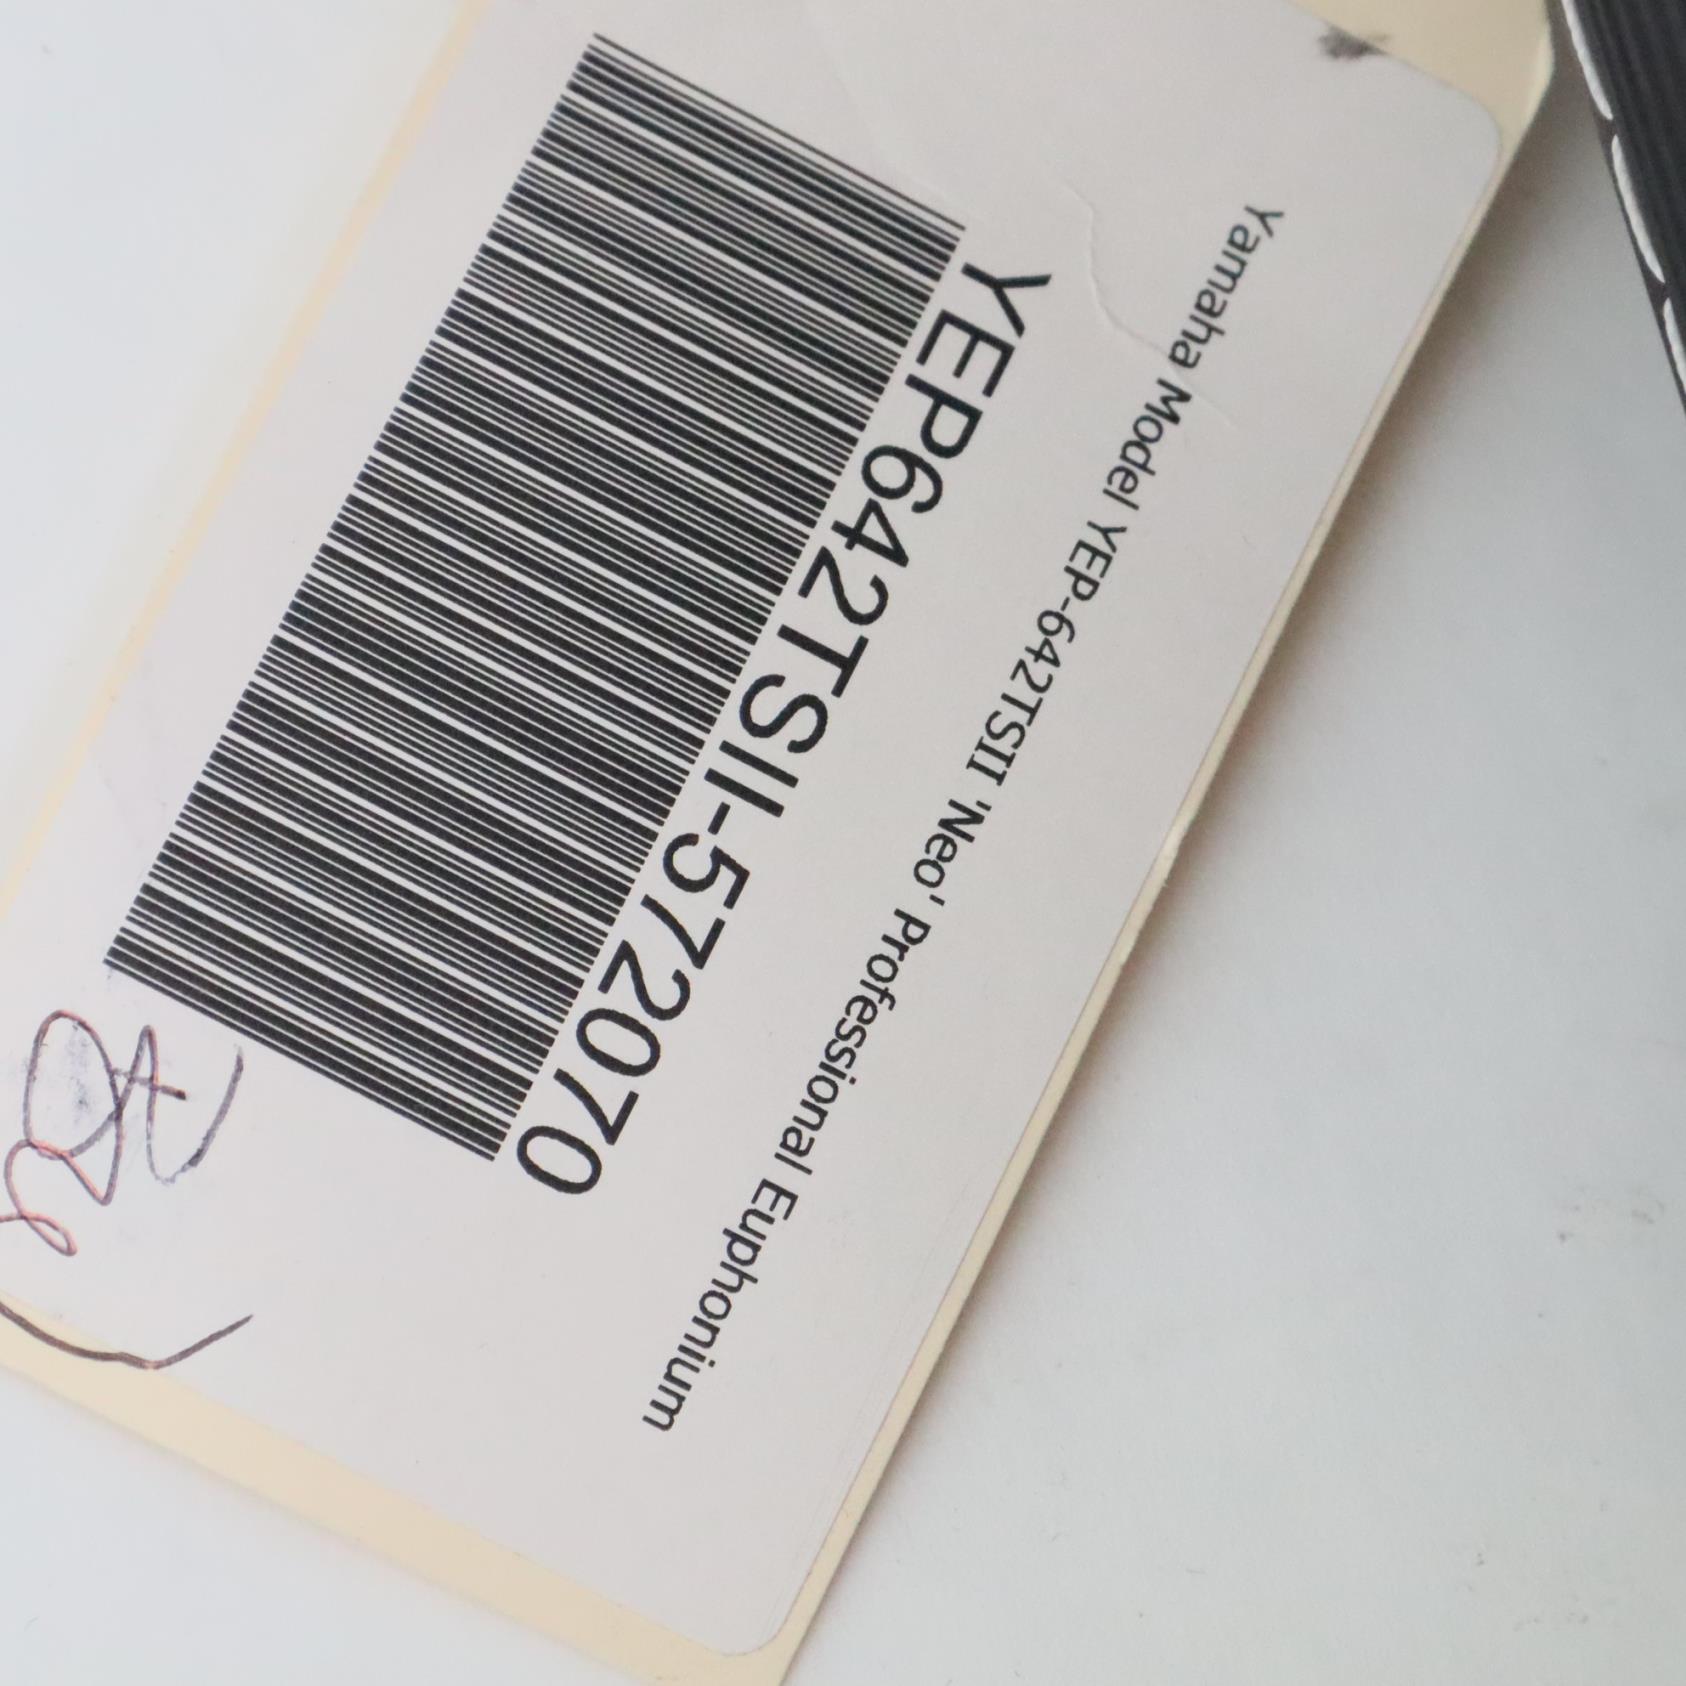 YEP642TSII-572070
Yamaha Model YEP-642TSII 'Neo' Professional Euphonium